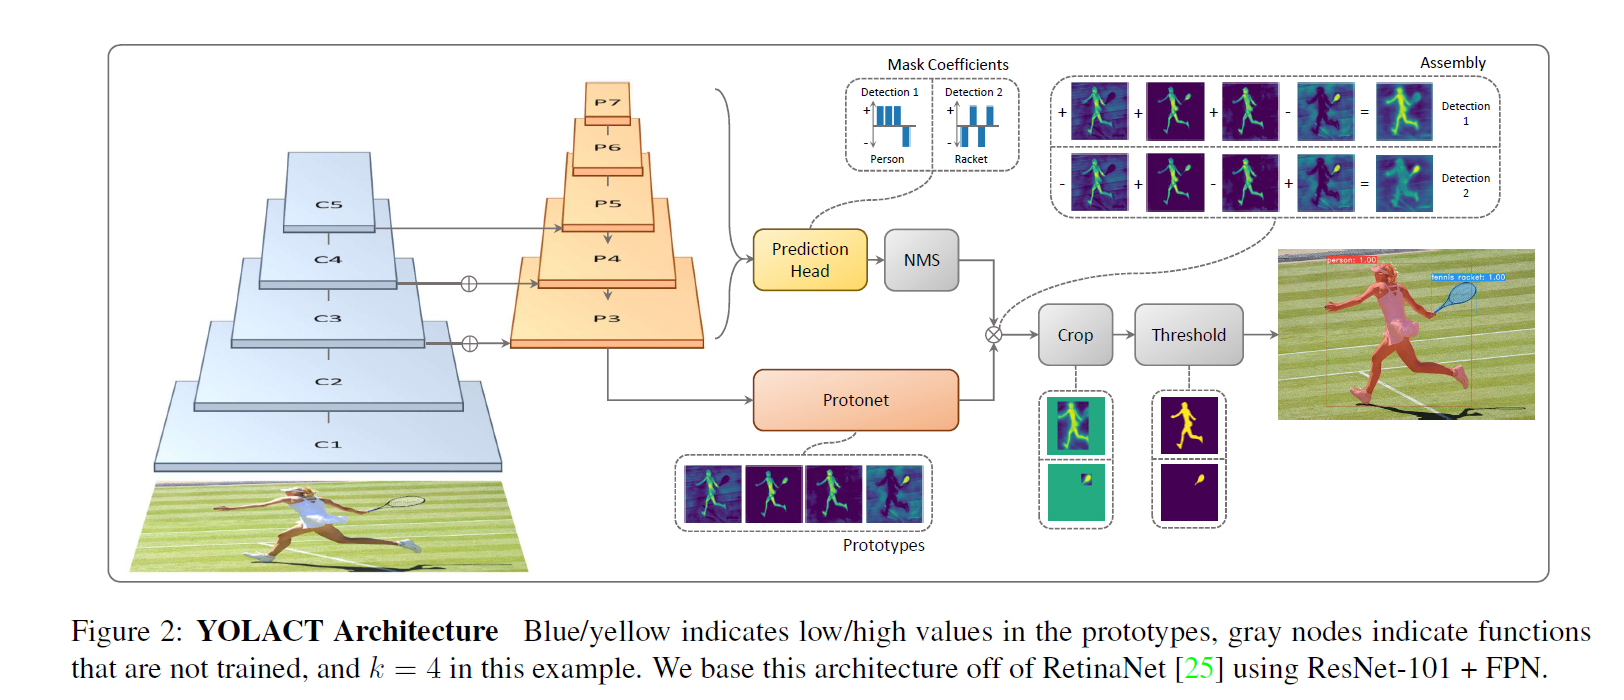 Mask Coefficients
Detection 1
Detection 2
+
-
Person
+
-
Racket
Assembly
+ + + - =
Detection
1
- + - + =
Detection
2
P7
P6
P5
P4
P3
C5
C4
C3
C2
C1
Prediction
Head
NMS
Crop
Threshold
Protonet
Prototypes
person: 1.00
tennis racket: 1.00
Figure 2: YOLACT Architecture Blue/yellow indicates low/high values in the prototypes, gray nodes indicate functions
that are not trained, and k = 4 in this example. We base this architecture off of RetinaNet [25] using ResNet-101 + FPN.